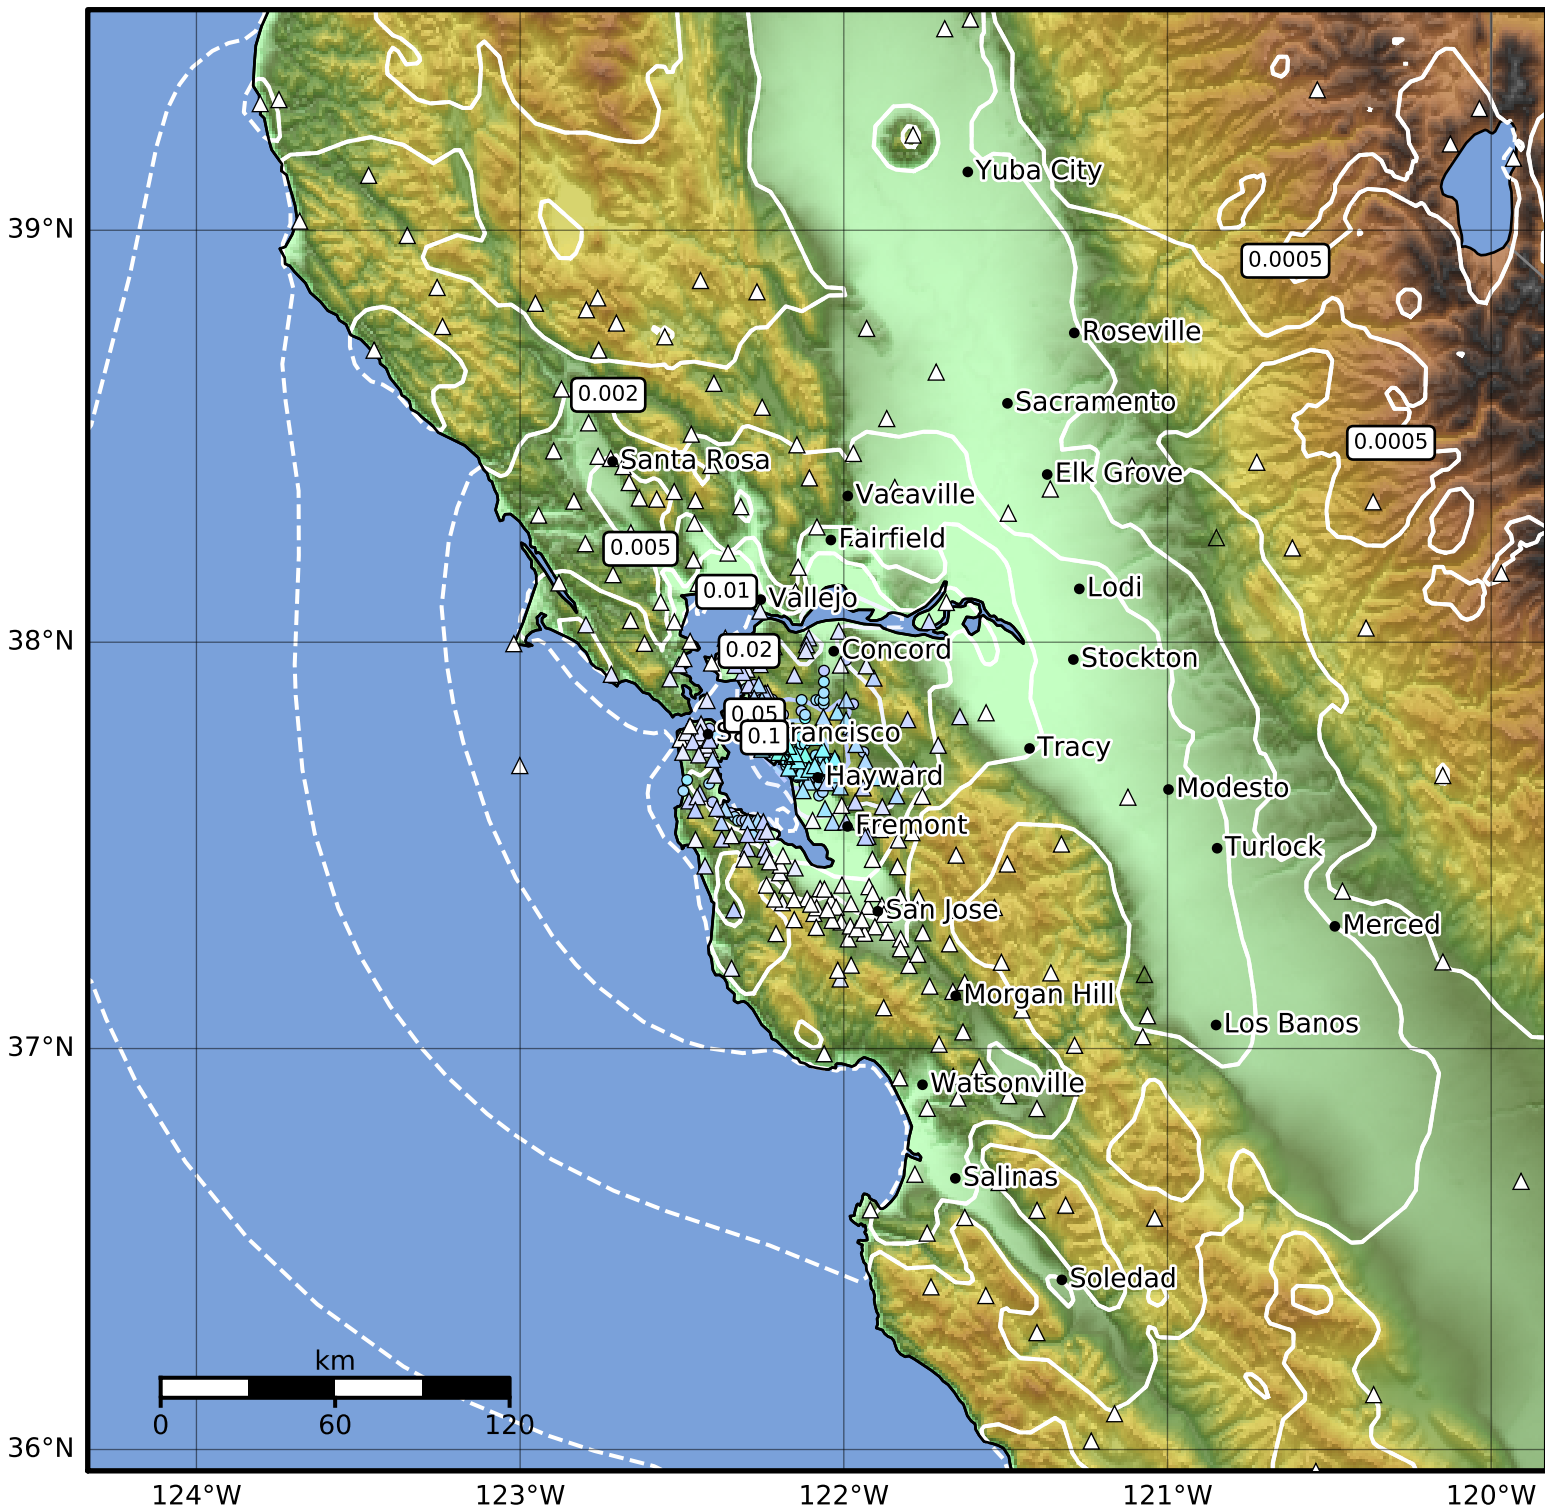 Yuba City
39°N
0.0005
Roseville
0.002
Sacramento
0.0005
Santa Rosa
Elk Grove
Vacaville
Fairfield
0.005
0.01
Vallejo
Lodi
38°N
0.02
Concord
Stockton
0.05
San Francisco
0.1
Tracy
Hayward
Modesto
Fremont
Turlock
San Jose
Merced
Morgan Hill
Los Banos
37°N
Watsonville
Salinas
Soledad
km
0 60 120
36°N
124°W 123°W 122°W 121°W 120°W